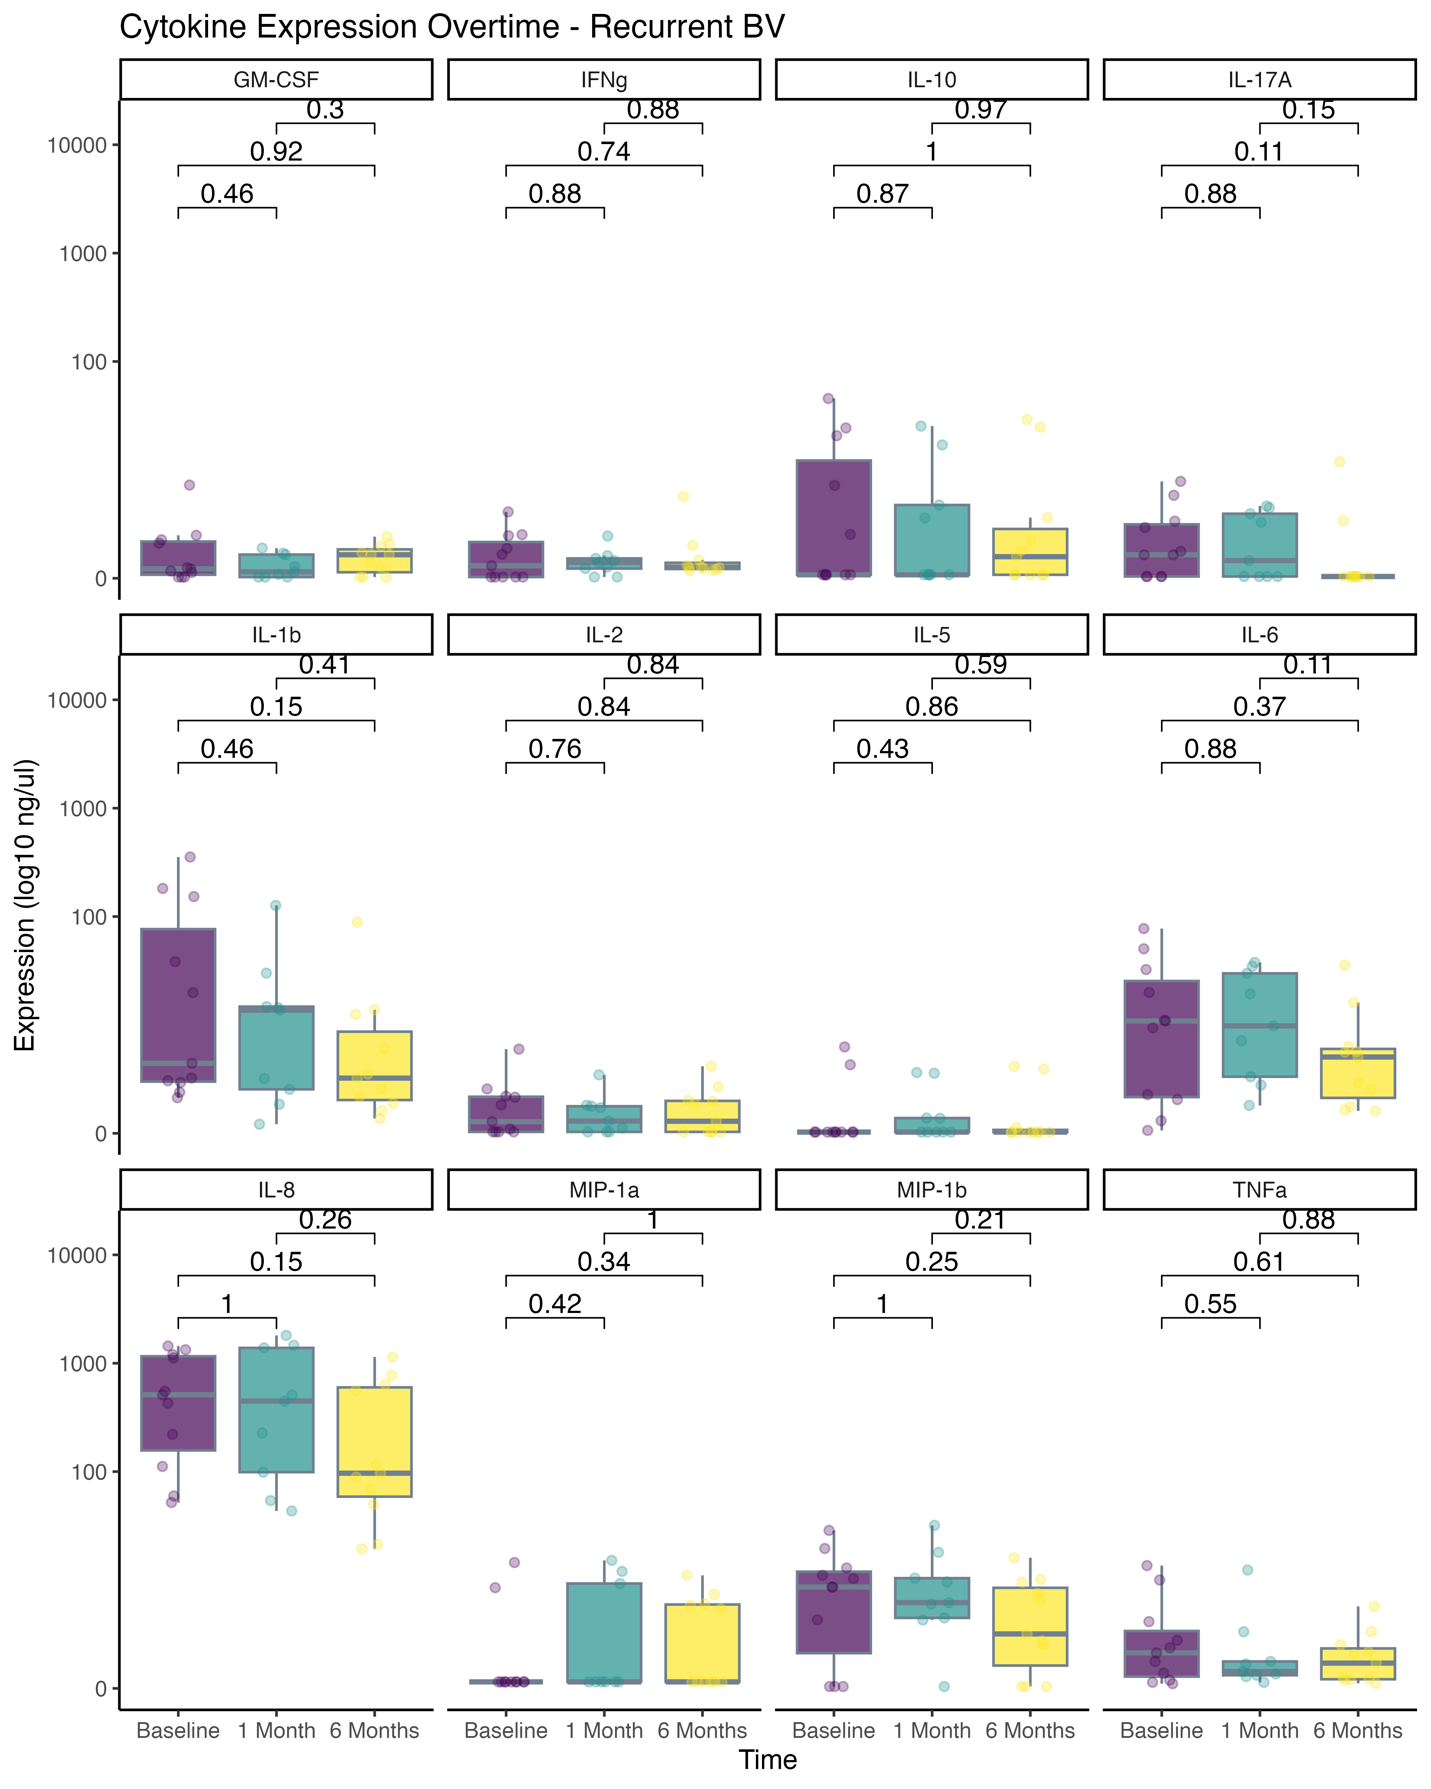 Cytokine Expression Overtime - Recurrent BV
GM-CSF IFNg IL-10 IL-17A
0.3 0.88 0.97 0.15
10000
0.92 0.74 1 0.11
0.46 0.88 0.87 0.88
1000
100
0
IL-1b IL-2 IL-5 IL-6
0.41 0.84 0.59 0.11
10000
0.15 0.84 0.86 0.37
0.46 0.76 0.43 0.88
1000
100
0
Expression (log10 ng/ul)
IL-8 MIP-1a MIP-1b TNFa
0.26 1 0.21 0.88
10000
0.15 0.34 0.25 0.61
1 0.42 1 0.55
1000
100
0
Baseline 1 Month 6 Months Baseline 1 Month 6 Months Baseline 1 Month 6 Months Baseline 1 Month 6 Months
Time